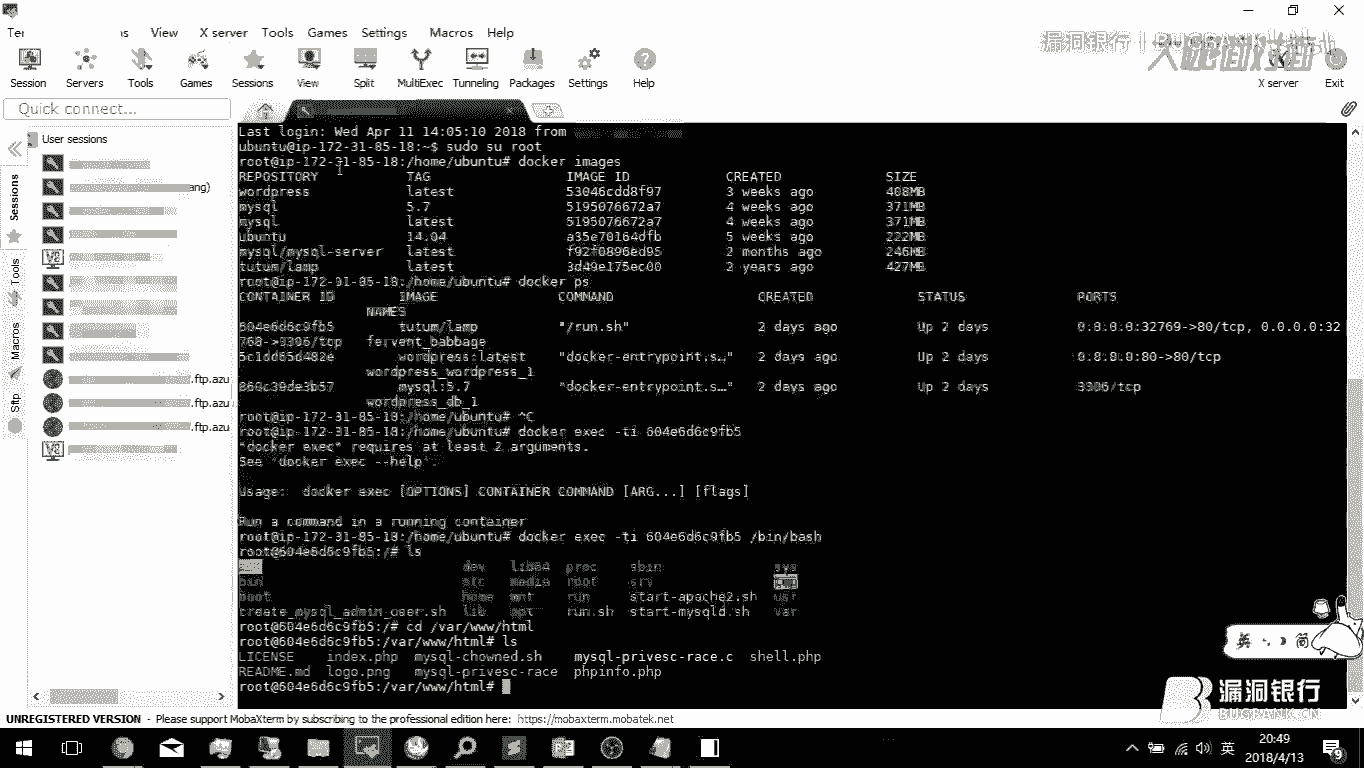 View X server Tools Games Settings Macros Help
Session Servers Tools Games Sessions View Split MultiExec Tunneling Packages Settings Help
X server Exit
漏洞银行 | BUGBANK
Quick connect...
User sessions
Sessions
Tools
Macros
Sftp
ang)
.ftp.azu
.ftp.azu
.ftp.azu
Last login: Wed Apr 11 14:05:10 2018 from
ubuntu@ip-172-31-85-18:~$ sudo su root
root@ip-172-31-85-18:/home/ubuntu# docker images
REPOSITORY TAG IMAGE ID CREATED SIZE
wordpress latest 53046cdd8f97 3 weeks ago 408MB
mysql 5.7 5195076672a7 4 weeks ago 371MB
mysql latest 5195076672a7 4 weeks ago 371MB
ubuntu 14.04 a35e70164dfb 5 weeks ago 222MB
mysql/mysql-server latest f92f0896ed95 2 months ago 246MB
tutum/lamp latest 3d49e175ec00 2 years ago 427MB
root@ip-172-31-85-18:/home/ubuntu# docker ps
CONTAINER ID IMAGE COMMAND CREATED STATUS PORTS
NAMES
604e6d6c9fb5 tutum/lamp "/run.sh" 2 days ago Up 2 days 0.0.0.0:32769->80/tcp, 0.0.0.0:32
768->3306/tcp fervent_babbage
5c1dd65d482e wordpress:latest "docker-entrypoint.s…" 2 days ago Up 2 days 0.0.0.0:80->80/tcp
wordpress_wordpress_1
860c39de3b57 mysql:5.7 "docker-entrypoint.s…" 2 days ago Up 2 days 3306/tcp
wordpress_db_1
root@ip-172-31-85-18:/home/ubuntu# ^C
root@ip-172-31-85-18:/home/ubuntu# docker exec -ti 604e6d6c9fb5
"docker exec" requires at least 2 arguments.
See 'docker exec --help'.
Usage: docker exec [OPTIONS] CONTAINER COMMAND [ARG...] [flags]
Run a command in a running container
root@ip-172-31-85-18:/home/ubuntu# docker exec -ti 604e6d6c9fb5 /bin/bash
root@604e6d6c9fb5:/# ls
dev lib64 proc sbin sys
bin etc media root srv
boot home mnt run start-apache2.sh usr
create_mysql_admin_user.sh lib opt run.sh start-mysqld.sh var
root@604e6d6c9fb5:/# cd /var/www/html
root@604e6d6c9fb5:/var/www/html# ls
LICENSE index.php mysql-chowned.sh mysql-privesc-race.c shell.php
README.md logo.png mysql-privesc-race phpinfo.php
root@604e6d6c9fb5:/var/www/html#
英 简
漏洞银行
BUGBANK.CN
UNREGISTERED VERSION - Please support MobaXterm by subscribing to the professional edition here: https://mobaxterm.mobatek.net
英
20:49
2018/4/13
9